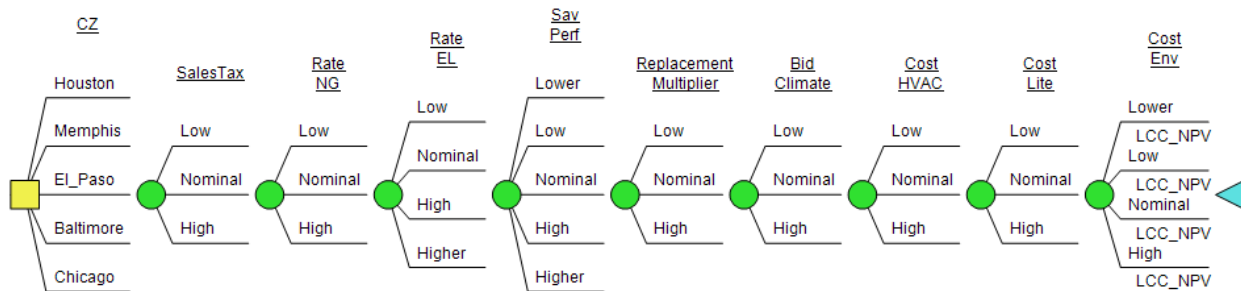 CZ
Houston
Memphis
El_Paso
Baltimore
Chicago
SalesTax
Low
Nominal
High
Rate
NG
Low
Nominal
High
Rate
EL
Low
Nominal
High
Higher
Sav
Perf
Lower
Low
Nominal
High
Higher
Replacement
Multiplier
Low
Nominal
High
Bid
Climate
Low
Nominal
High
Cost
HVAC
Low
Nominal
High
Cost
Lite
Low
Nominal
High
Cost
Env
Lower
LCC_NPV
Low
LCC_NPV
Nominal
LCC_NPV
High
LCC_NPV